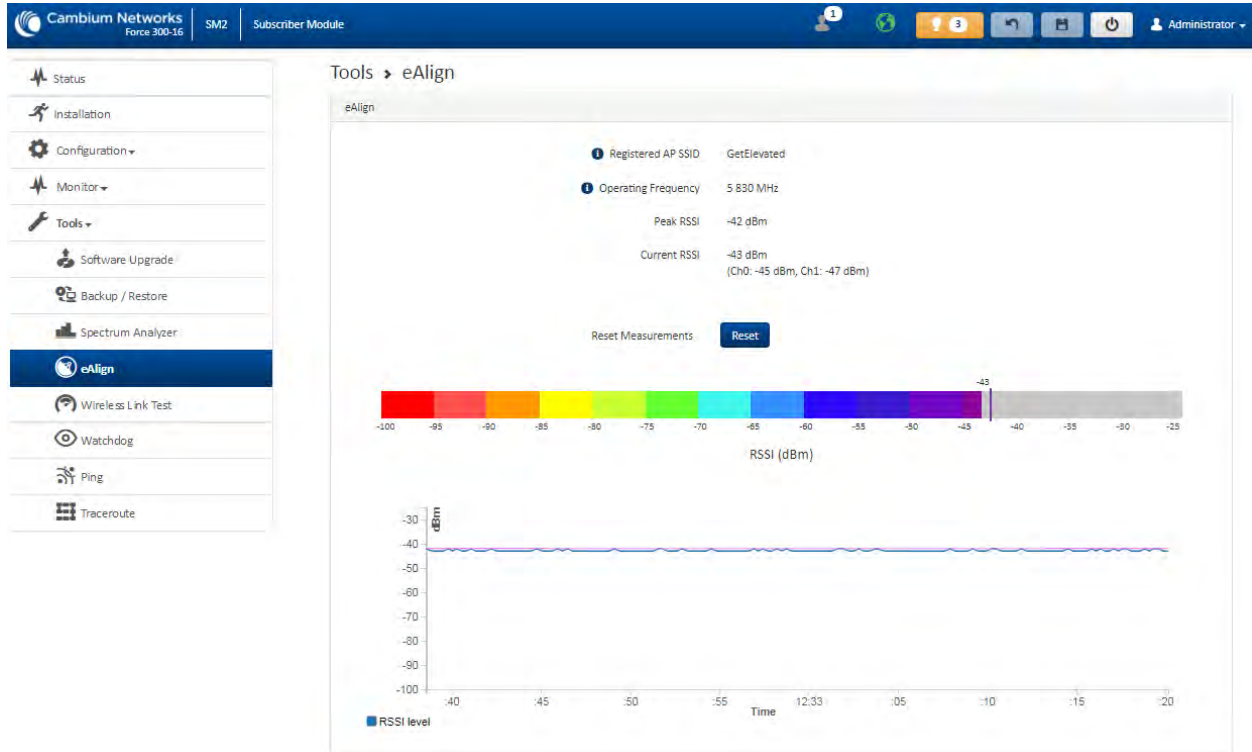 Cambium Networks
Force 300-16
SM2
Subscriber Module
1
3
Administrator
Status
Installation
Configuration
Monitor
Tools
Software Upgrade
Backup / Restore
Spectrum Analyzer
eAlign
Wireless Link Test
Watchdog
Ping
Traceroute
Tools > eAlign
eAlign
Registered AP SSID GetElevated
Operating Frequency 5 830 MHz
Peak RSSI -42 dBm
Current RSSI -43 dBm
(Ch0: -45 dBm, Ch1: -47 dBm)
Reset Measurements Reset
-43
-100 -95 -90 -85 -80 -75 -70 -65 -60 -55 -50 -45 -40 -35 -30 -25
RSSI (dBm)
dBm
-30
-40
-50
-60
-70
-80
-90
-100
:40 :45 :50 :55 12:33 :05 :10 :15 :20
Time
RSSI level